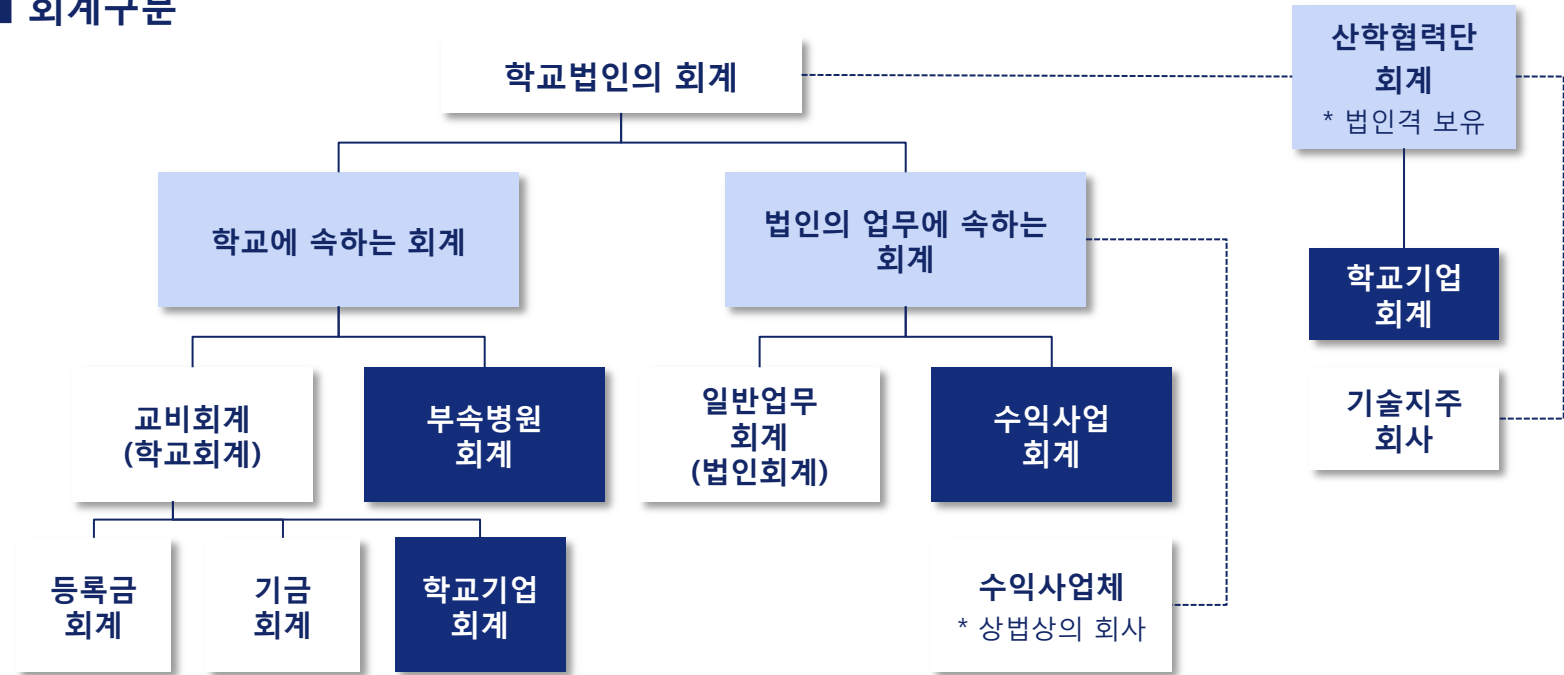 회계구분
학교법인의 회계
산학협력단
회계
* 법인격 보유
학교에 속하는 회계
법인의 업무에 속하는
회계
학교기업
회계
교비회계
(학교회계)
부속병원
회계
일반업무
회계
(법인회계)
수익사업
회계
기술지주
회사
등록금
회계
기금
회계
학교기업
회계
수익사업체
* 상법상의 회사